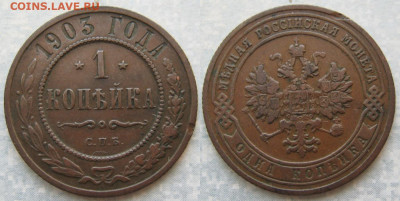 COINS.LAVE.RU
1903 ГОДА
* 1 *
КОПѢЙКА
С.П.Б.
МѢДНАЯ РОССІЙСКАЯ МОНЕТА
ОДНА КОПѢЙКА